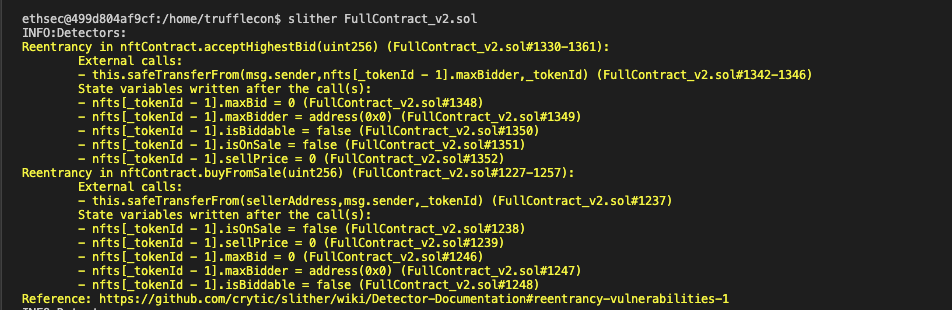 ethsec@499d804af9cf:/home/trufflecon$ slither FullContract_v2.sol
INFO:Detectors:
Reentrancy in nftContract.acceptHighestBid(uint256) (FullContract_v2.sol#1330-1361):
External calls:
- this.safeTransferFrom(msg.sender,nfts[_tokenId - 1].maxBidder,_tokenId) (FullContract_v2.sol#1342-1346)
State variables written after the call(s):
- nfts[_tokenId - 1].maxBid = 0 (FullContract_v2.sol#1348)
- nfts[_tokenId - 1].maxBidder = address(0x0) (FullContract_v2.sol#1349)
- nfts[_tokenId - 1].isBiddable = false (FullContract_v2.sol#1350)
- nfts[_tokenId - 1].isOnSale = false (FullContract_v2.sol#1351)
- nfts[_tokenId - 1].sellPrice = 0 (FullContract_v2.sol#1352)
Reentrancy in nftContract.buyFromSale(uint256) (FullContract_v2.sol#1227-1257):
External calls:
- this.safeTransferFrom(sellerAddress,msg.sender,_tokenId) (FullContract_v2.sol#1237)
State variables written after the call(s):
- nfts[_tokenId - 1].isOnSale = false (FullContract_v2.sol#1238)
- nfts[_tokenId - 1].sellPrice = 0 (FullContract_v2.sol#1239)
- nfts[_tokenId - 1].maxBid = 0 (FullContract_v2.sol#1246)
- nfts[_tokenId - 1].maxBidder = address(0x0) (FullContract_v2.sol#1247)
- nfts[_tokenId - 1].isBiddable = false (FullContract_v2.sol#1248)
Reference: https://github.com/crytic/slither/wiki/Detector-Documentation#reentrancy-vulnerabilities-1